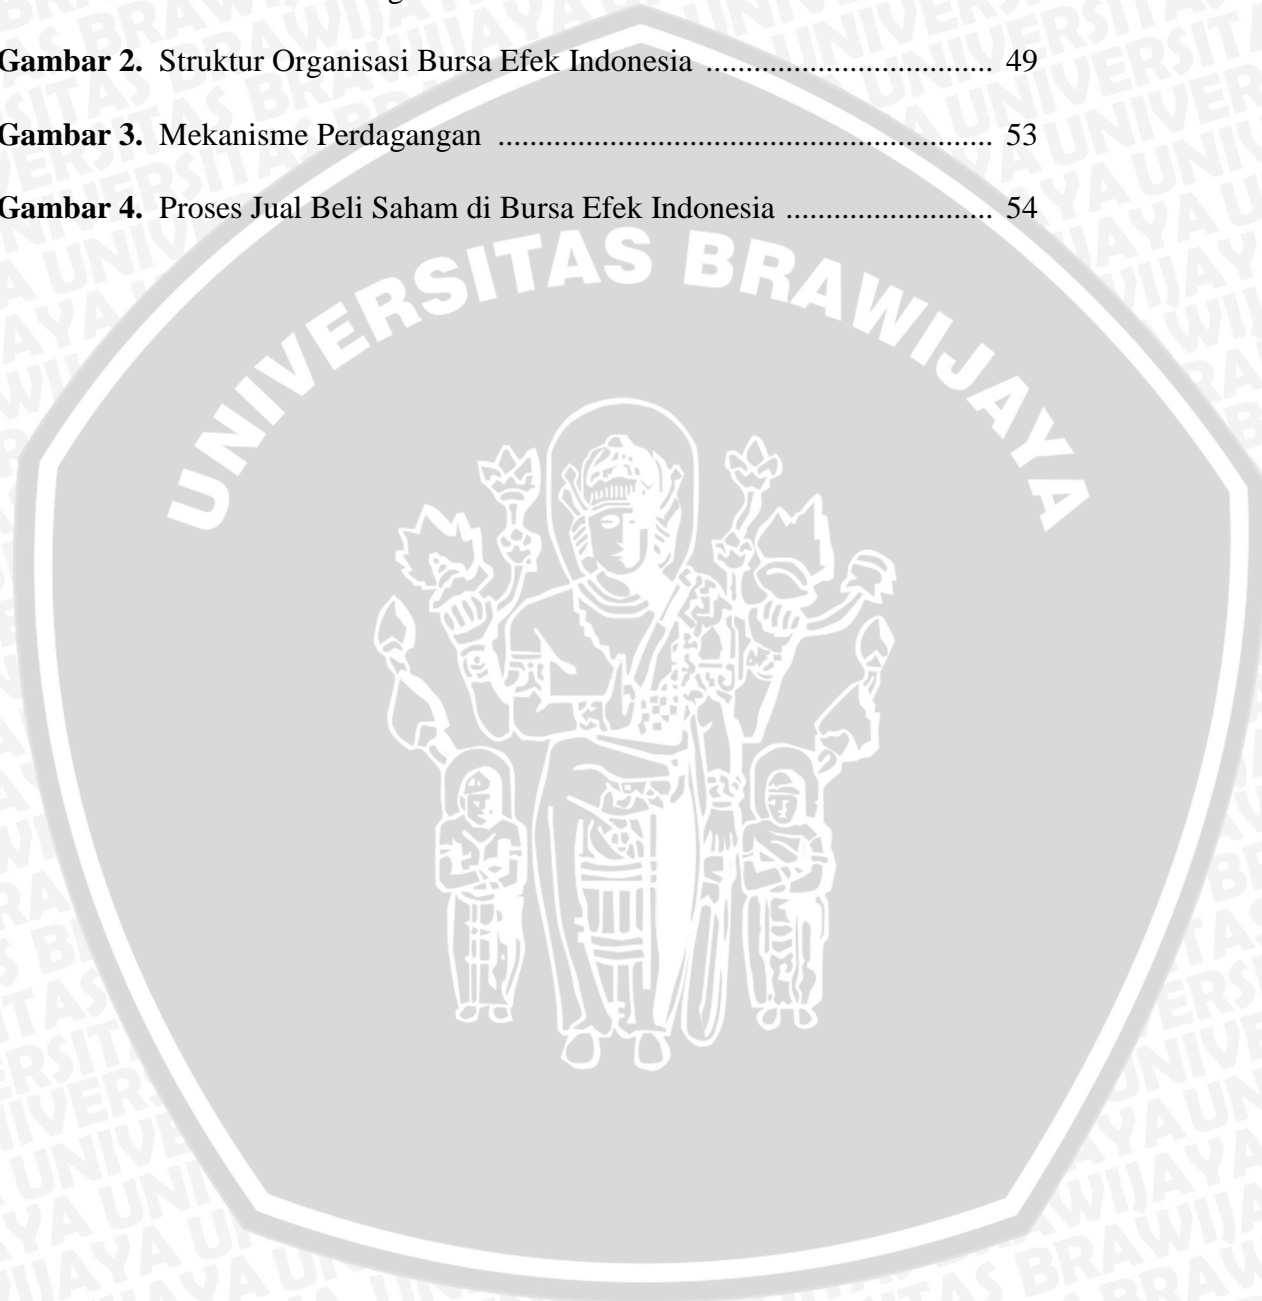 Gambar 2. Struktur Organisasi Bursa Efek Indonesia .................................... 49
Gambar 3. Mekanisme Perdagangan .............................................................. 53
Gambar 4. Proses Jual Beli Saham di Bursa Efek Indonesia .......................... 54
UNIVERSITAS BRAWIJAYA